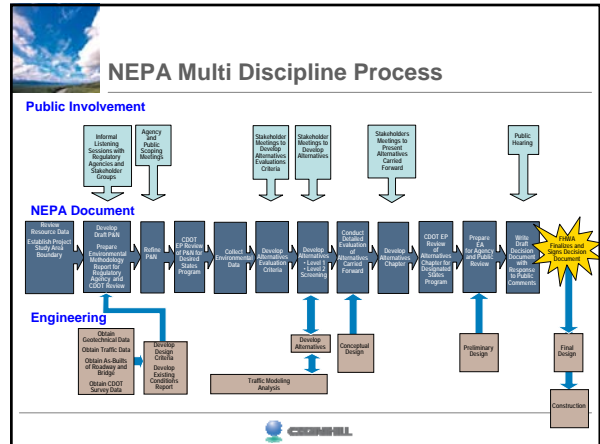 NEPA Multi Discipline Process
Public Involvement
Informal
Listening
Sessions with
Regulatory
Agencies and
Stakeholder
Groups
Agency
and
Public
Scoping
Meetings
Stakeholder
Meetings to
Develop
Alternatives
Evaluations
Criteria
Stakeholder
Meetings to
Develop
Alternatives
Stakeholders
Meetings to
Present
Alternatives
Carried
Forward
Public
Hearing
NEPA Document
Review
Resource Data
Establish Project
Study Area
Boundary
Develop
Draft P&N
Prepare
Environmental
Methodology
Report for
Regulatory
Agency and
CDOT Review
Refine
P&N
CDOT
EP Review
of P&N for
Desired
States
Program
Collect
Environmental
Data
Develop
Alternatives
Evaluation
Criteria
Develop
Alternatives
• Level 1
• Level 2
Screening
Conduct
Detailed
Evaluation of
Alternatives
Carried
Forward
Develop
Alternatives
Chapter
CDOT EP
Review
of
Alternatives
Chapter for
Designated
States
Program
Prepare
EA
for Agency
and Public
Review
Write
Draft
Decision
Document
with
Response
to Public
Comments
FHWA
Finalizes and
Signs Decision
Document
Engineering
Obtain
Geotechnical Data
Obtain Traffic Data
Obtain As-Builts
of Roadway and
Bridge
Obtain CDOT
Survey Data
Develop
Design
Criteria
Develop
Existing
Conditions
Report
Develop
Alternatives
Traffic Modeling
Analysis
Conceptual
Design
Preliminary
Design
Final
Design
Construction
CH2MHILL